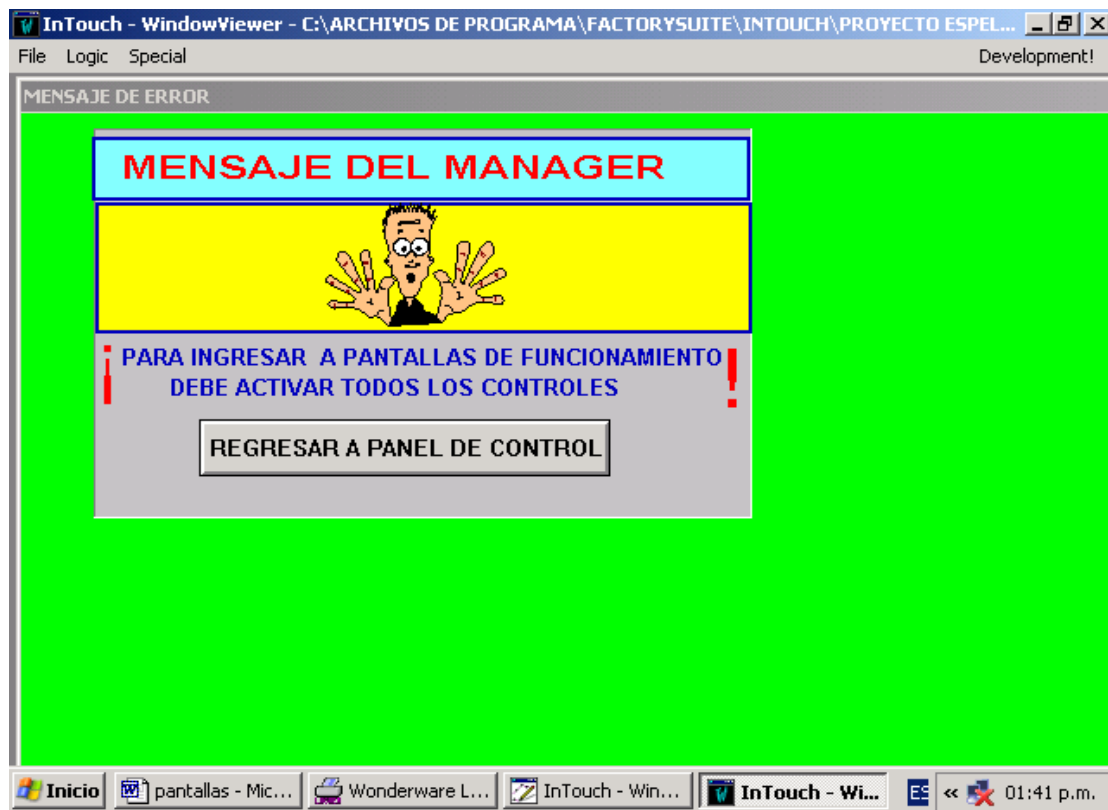 InTouch - WindowViewer - C:\ARCHIVOS DE PROGRAMA\FACTORYSUITE\INTOUCH\PROYECTO ESPEL...
File Logic Special Development!
MENSAJE DE ERROR
MENSAJE DEL MANAGER
¡ PARA INGRESAR A PANTALLAS DE FUNCIONAMIENTO
DEBE ACTIVAR TODOS LOS CONTROLES !
REGRESAR A PANEL DE CONTROL
Inicio pantallas - Mic... Wonderware L... InTouch - Win... InTouch - Wi... ES « 01:41 p.m.